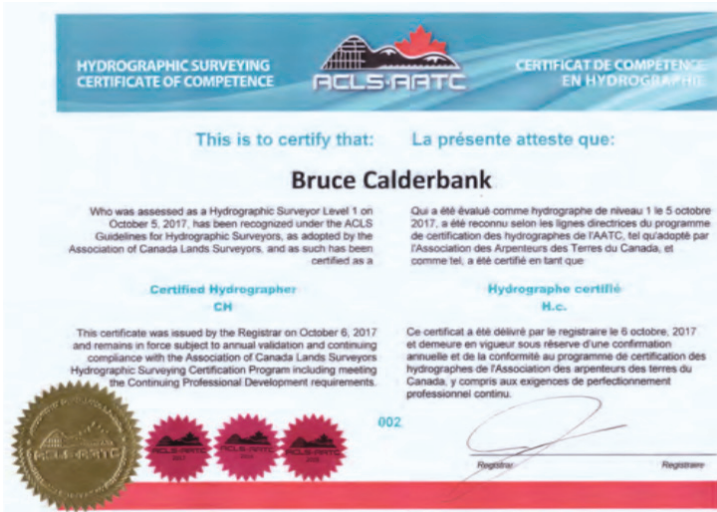 HYDROGRAPHIC SURVEYING
CERTIFICATE OF COMPETENCE
ACLS-AATC
CERTIFICAT DE COMPÉTENCE
EN HYDROGRAPHIE
This is to certify that:
La présente atteste que:
Bruce Calderbank
Who was assessed as a Hydrographic Surveyor Level 1 on
October 5, 2017, has been recognized under the ACLS
Guidelines for Hydrographic Surveyors, as adopted by the
Association of Canada Lands Surveyors, and as such has been
certified as a
Qui a été évalué comme hydrographe de niveau 1 le 5 octobre
2017, a été reconnu selon les lignes directrices du programme
de certification des hydrographes de l'AATC, tel qu'adopté par
l'Association des Arpenteurs des Terres du Canada, et
comme tel, a été certifié en tant que
Certified Hydrographer
CH
Hydrographe certifié
H.c.
This certificate was issued by the Registrar on October 6, 2017
and remains in force subject to annual validation and continuing
compliance with the Association of Canada Lands Surveyors
Hydrographic Surveying Certification Program including meeting
the Continuing Professional Development requirements.
Ce certificat a été délivré par le registraire le 6 octobre, 2017
et demeure en vigueur sous réserve d'une confirmation
annuelle et de la conformité au programme de certification des
hydrographes de l'Association des arpenteurs des terres du
Canada, y compris aux exigences de perfectionnement
professionnel continu.
002
ACLS-AATC
ACLS-AATC
ACLS-AATC
ACLS-AATC
Registrar
Registraire